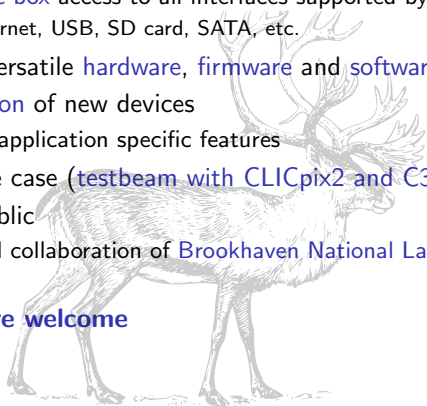 box access to all interfaces supported by
rnet, USB, SD card, SATA, etc.
ersatile hardware, firmware and softwar
on of new devices
application specific features
e case (testbeam with CLICpix2 and C3
blic
d collaboration of Brookhaven National La
re welcome